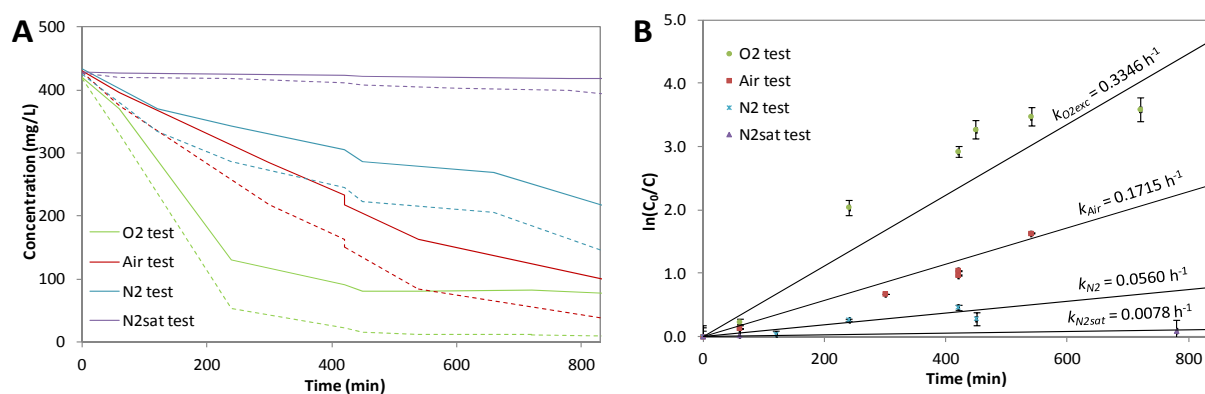 A
Concentration (mg/L)
500
400
300
200
100
0
O2 test
Air test
N2 test
N2sat test
0
200
400
600
800
Time (min)
B
ln(C₀/C)
5.0
4.0
3.0
2.0
1.0
0.0
O2 test
Air test
N2 test
N2sat test
kO2exc = 0.3346 h⁻¹
kAir = 0.1715 h⁻¹
kN2 = 0.0560 h⁻¹
kN2sat = 0.0078 h⁻¹
0
200
400
600
800
Time (min)